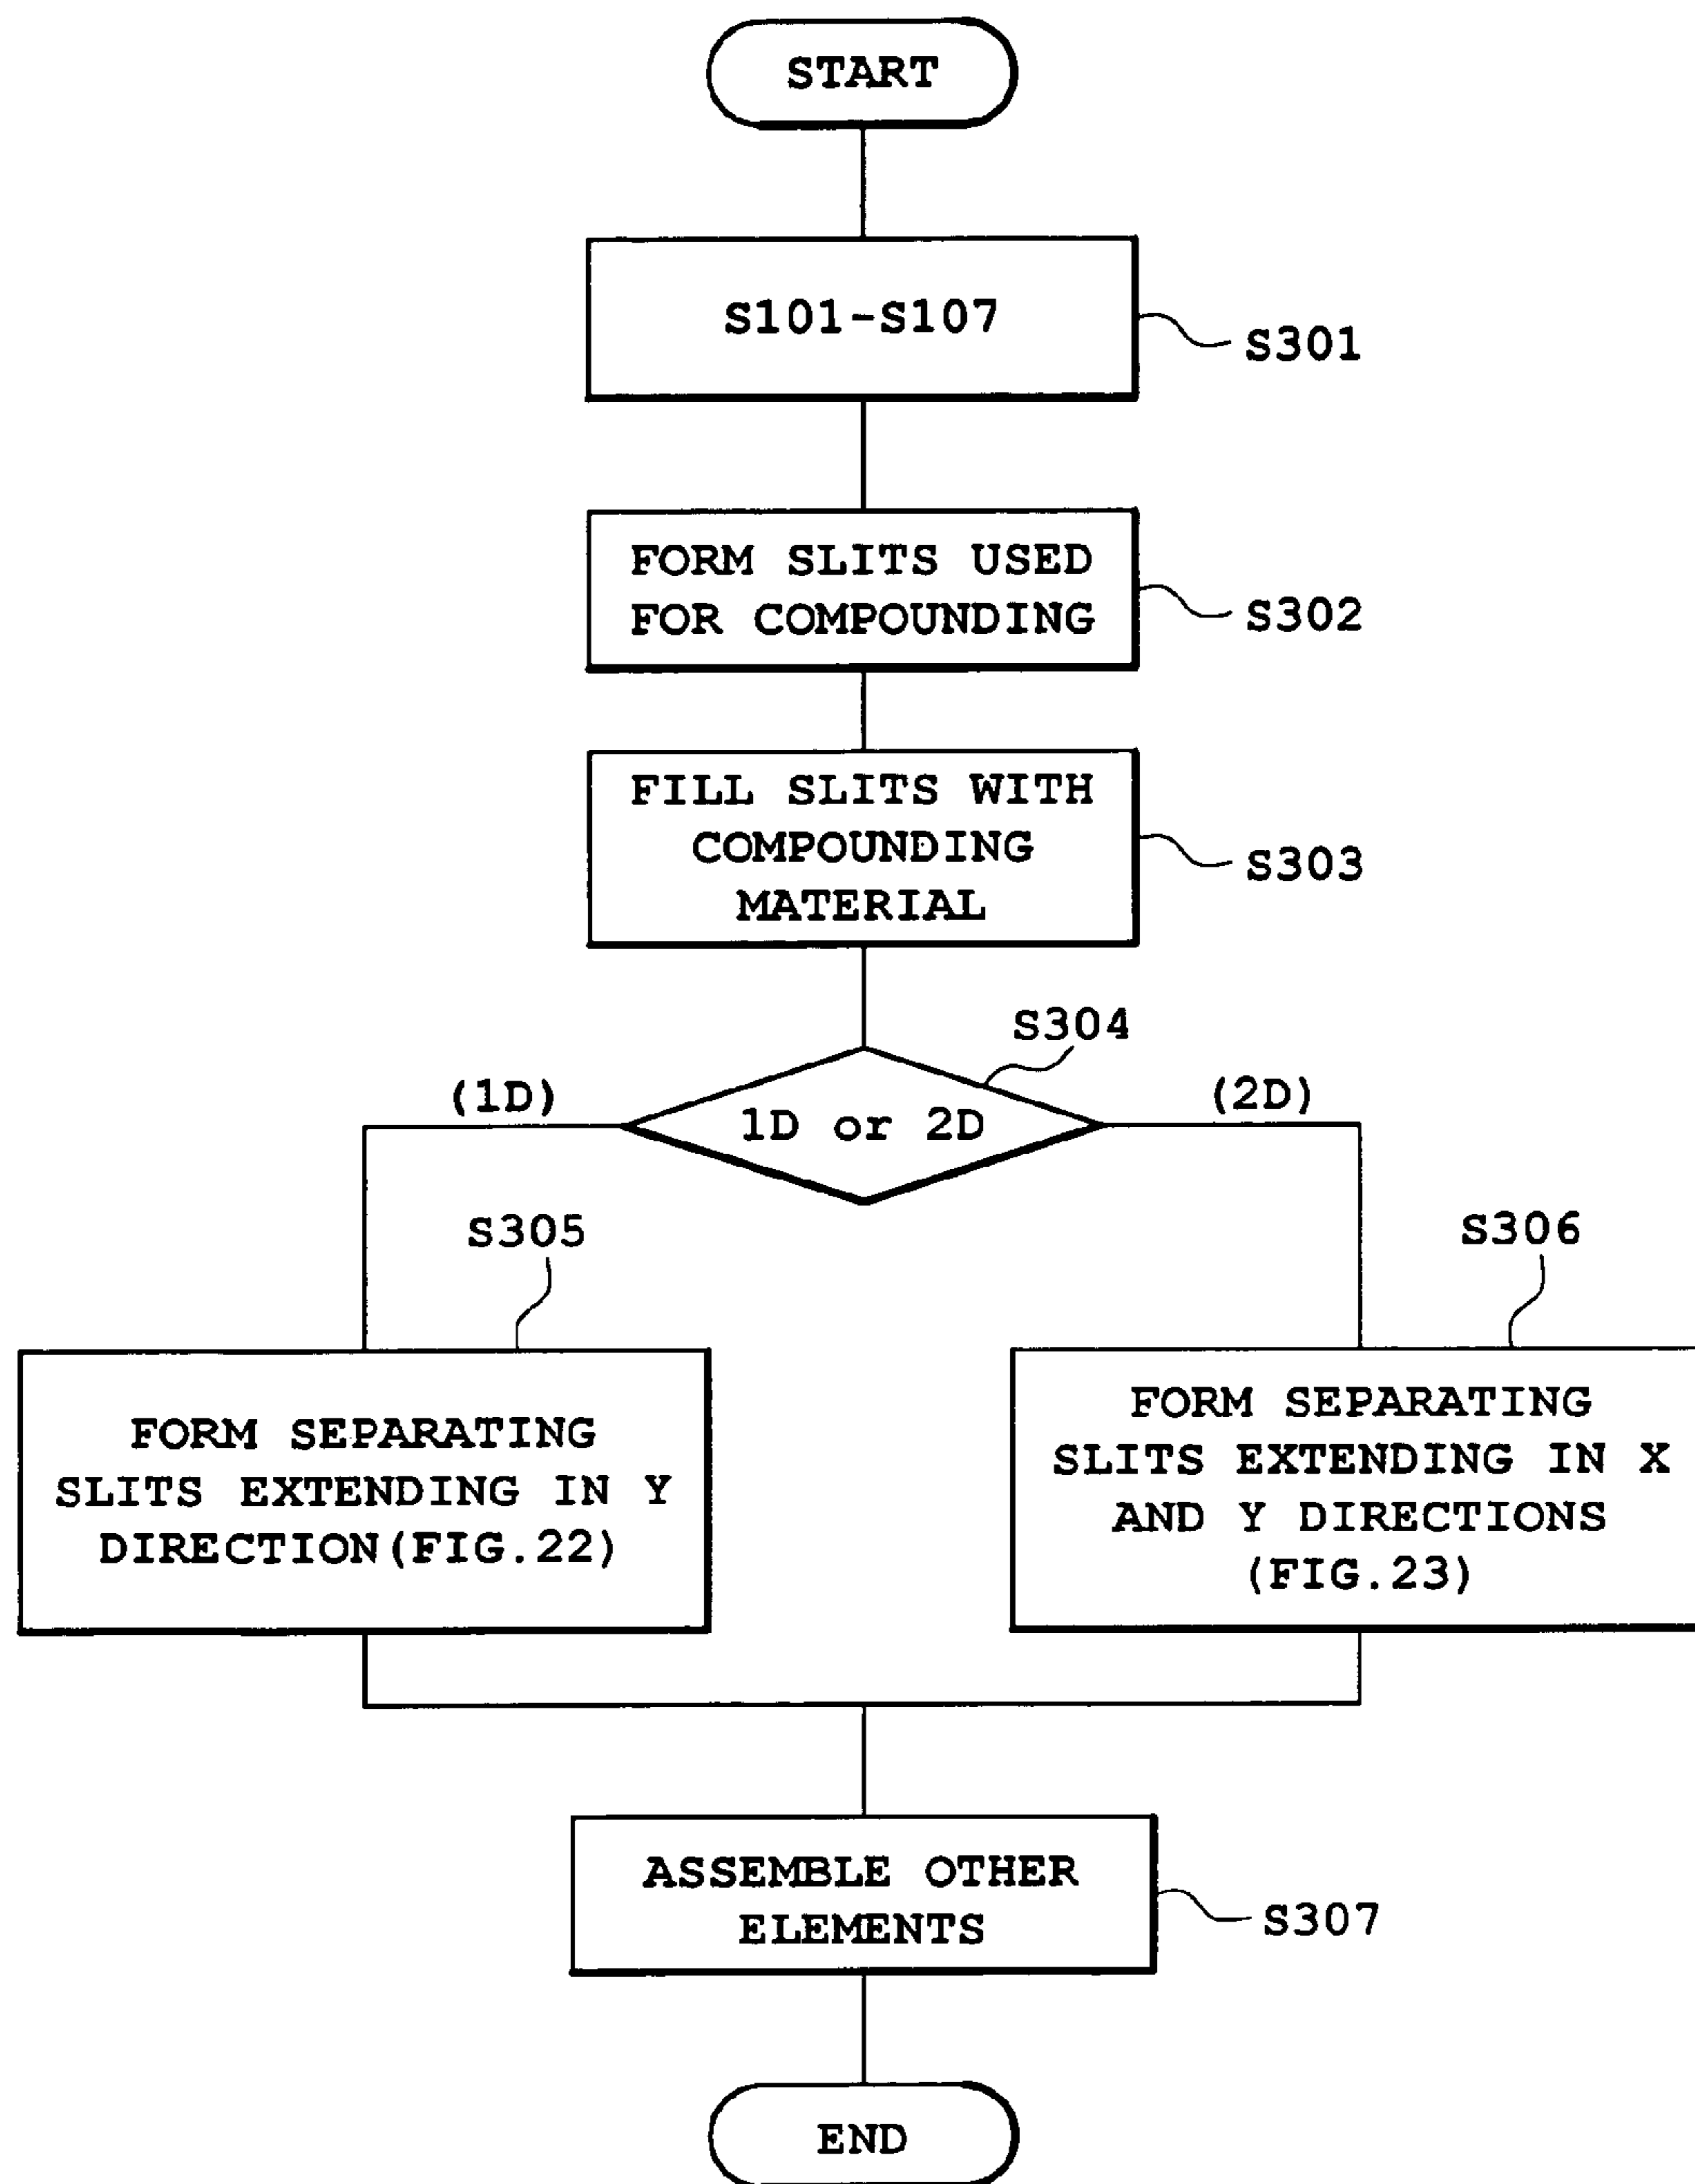 START
S101-S107
S301
FORM SLITS USED
FOR COMPOUNDING
S302
FILL SLITS WITH
COMPOUNDING
MATERIAL
S303
S304
(1D)
1D or 2D
(2D)
S305
S306
FORM SEPARATING
SLITS EXTENDING IN Y
DIRECTION(FIG.22)
FORM SEPARATING
SLITS EXTENDING IN X
AND Y DIRECTIONS
(FIG.23)
ASSEMBLE OTHER
ELEMENTS
S307
END